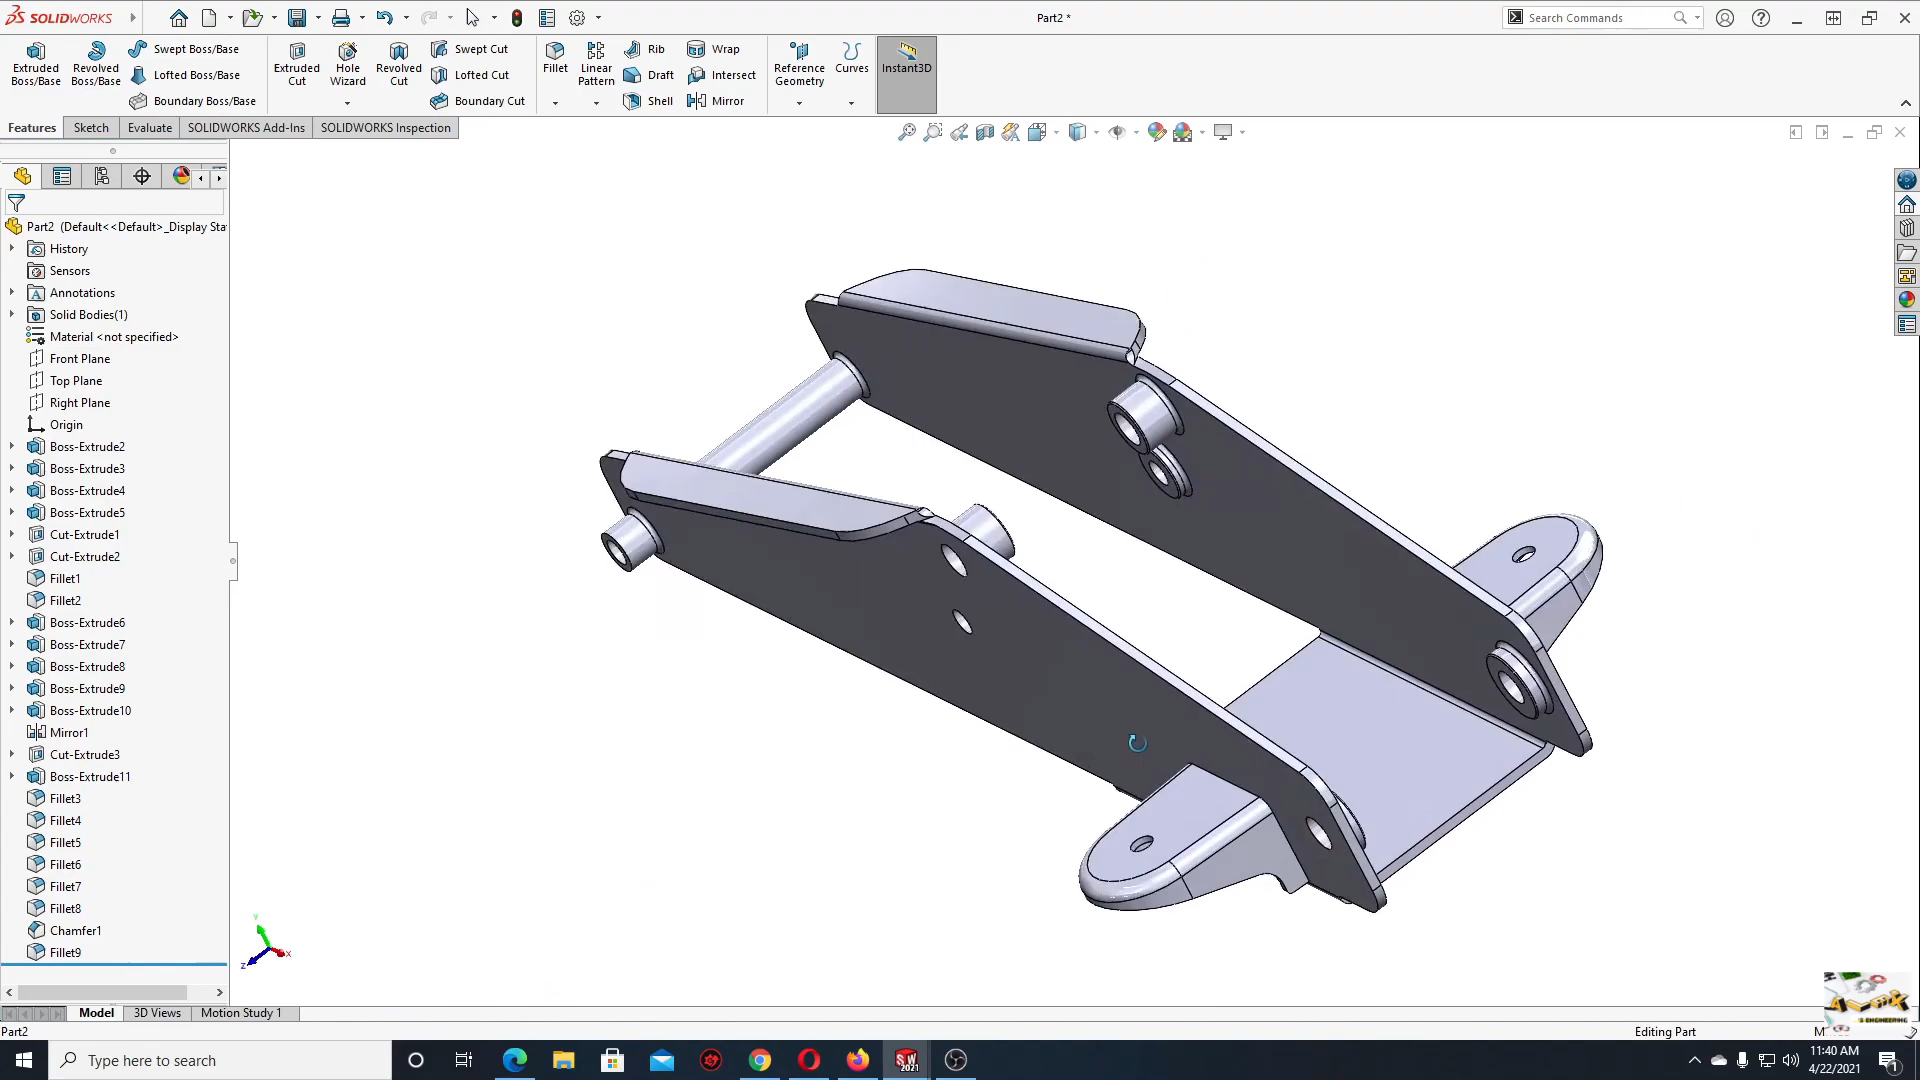 SOLIDWORKS
Part2 *
Search Commands
Extruded Boss/Base
Revolved Boss/Base
Swept Boss/Base
Lofted Boss/Base
Boundary Boss/Base
Extruded Cut
Hole Wizard
Revolved Cut
Swept Cut
Lofted Cut
Boundary Cut
Fillet
Linear Pattern
Rib
Draft
Shell
Wrap
Intersect
Mirror
Reference Geometry
Curves
Instant3D
Features
Sketch
Evaluate
SOLIDWORKS Add-Ins
SOLIDWORKS Inspection
Part2 (Default<<Default>_Display Sta
History
Sensors
Annotations
Solid Bodies(1)
Material <not specified>
Front Plane
Top Plane
Right Plane
Origin
Boss-Extrude2
Boss-Extrude3
Boss-Extrude4
Boss-Extrude5
Cut-Extrude1
Cut-Extrude2
Fillet1
Fillet2
Boss-Extrude6
Boss-Extrude7
Boss-Extrude8
Boss-Extrude9
Boss-Extrude10
Mirror1
Cut-Extrude3
Boss-Extrude11
Fillet3
Fillet4
Fillet5
Fillet6
Fillet7
Fillet8
Chamfer1
Fillet9
Y
X
Z
Model
3D Views
Motion Study 1
Part2
Editing Part
Type here to search
SW
2021
11:40 AM
4/22/2021
1